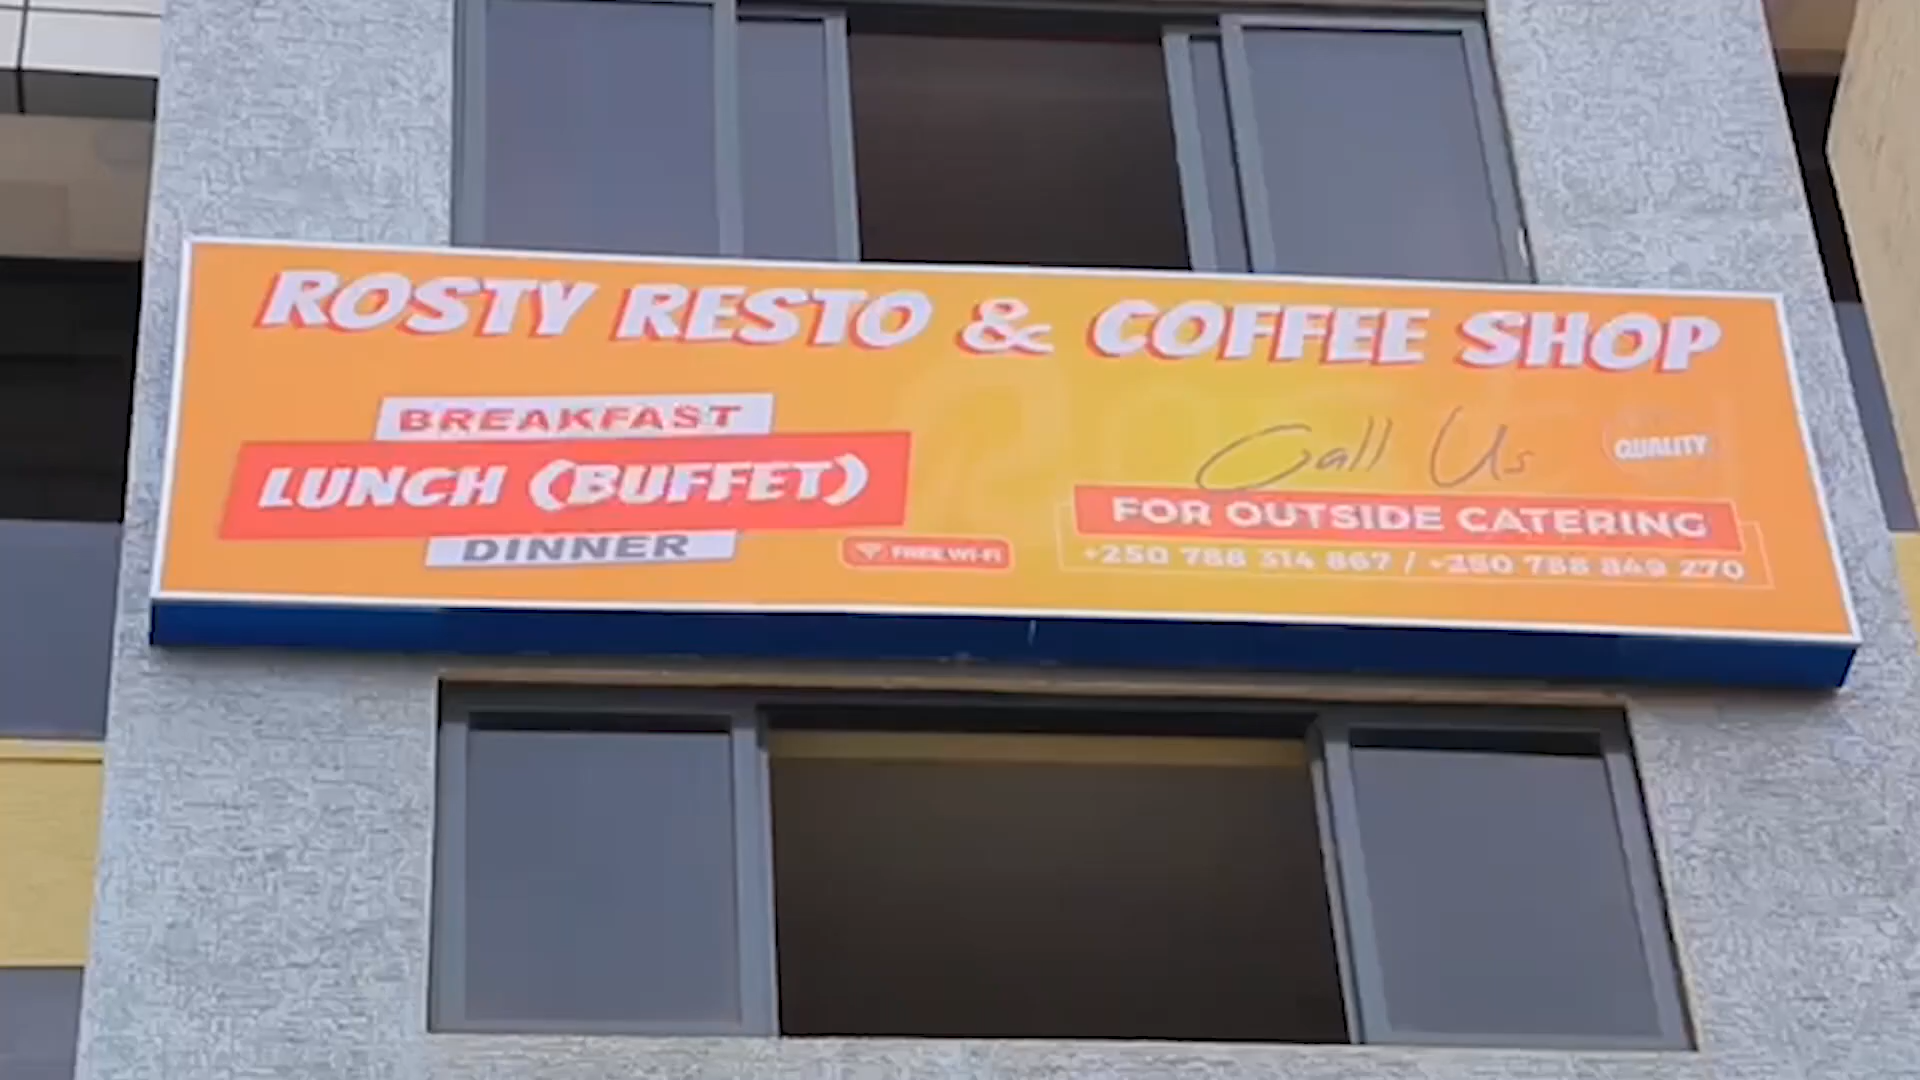 ROSTY RESTO & COFFEE SHOP
BREAKFAST
LUNCH (BUFFET)
DINNER
FREE Wi-Fi
Call Us
QUALITY
FOR OUTSIDE CATERING
+250 788 314 867 / +250 788 849 270